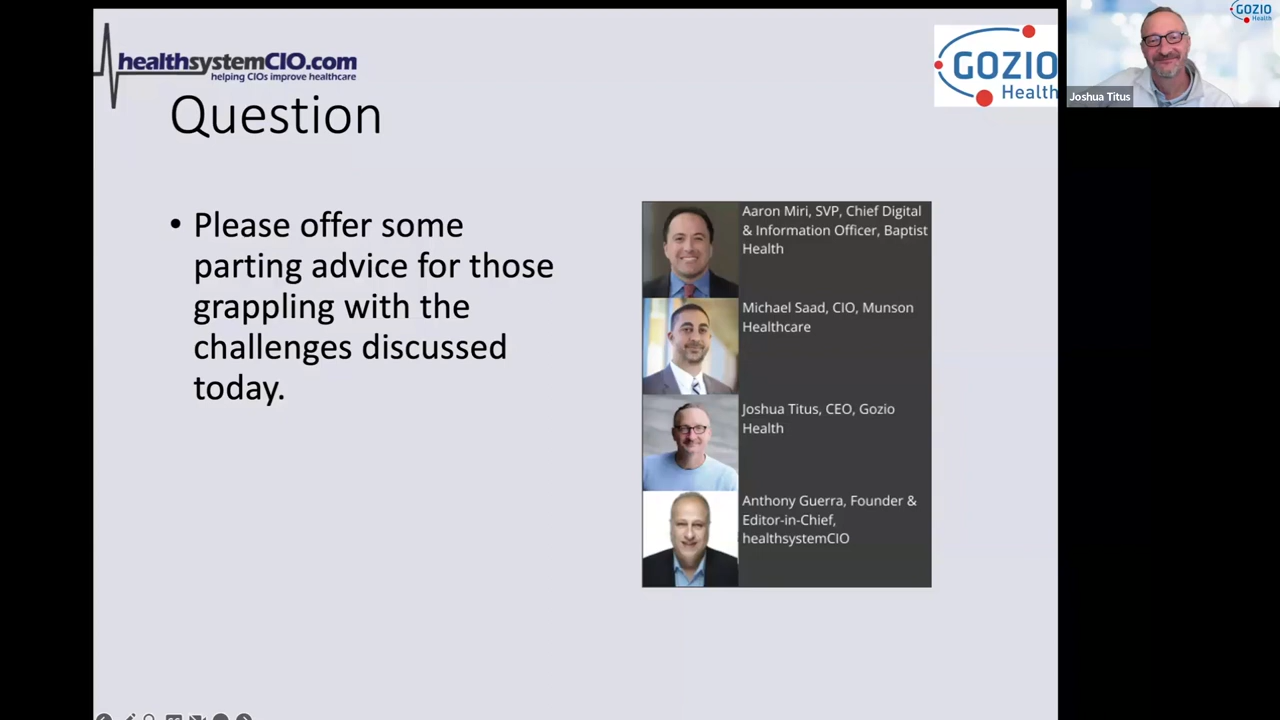 healthsystemCIO.com
helping CIOs improve healthcare
GOZIO
Health
Question
• Please offer some
parting advice for those
grappling with the
challenges discussed
today.
Aaron Miri, SVP, Chief Digital
& Information Officer, Baptist
Health
Michael Saad, CIO, Munson
Healthcare
Joshua Titus, CEO, Gozio
Health
Anthony Guerra, Founder &
Editor-in-Chief,
healthsystemCIO
GOZIO
Health
Joshua Titus